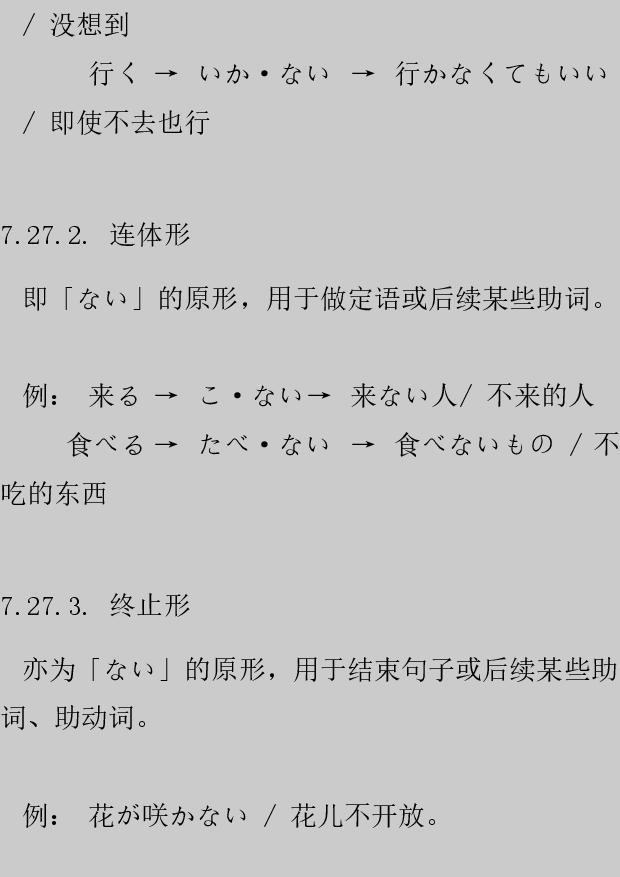 / 没想到
行く → いか・ない → 行かなくてもいい
/ 即使不去也行
7.27.2. 连体形
即「ない」的原形，用于做定语或后续某些助词。
例： 来る → こ・ない→ 来ない人/ 不来的人
食べる→ たべ・ない → 食べないもの / 不
吃的东西
7.27.3. 终止形
亦为「ない」的原形，用于结束句子或后续某些助
词、助动词。
例： 花が咲かない / 花儿不开放。